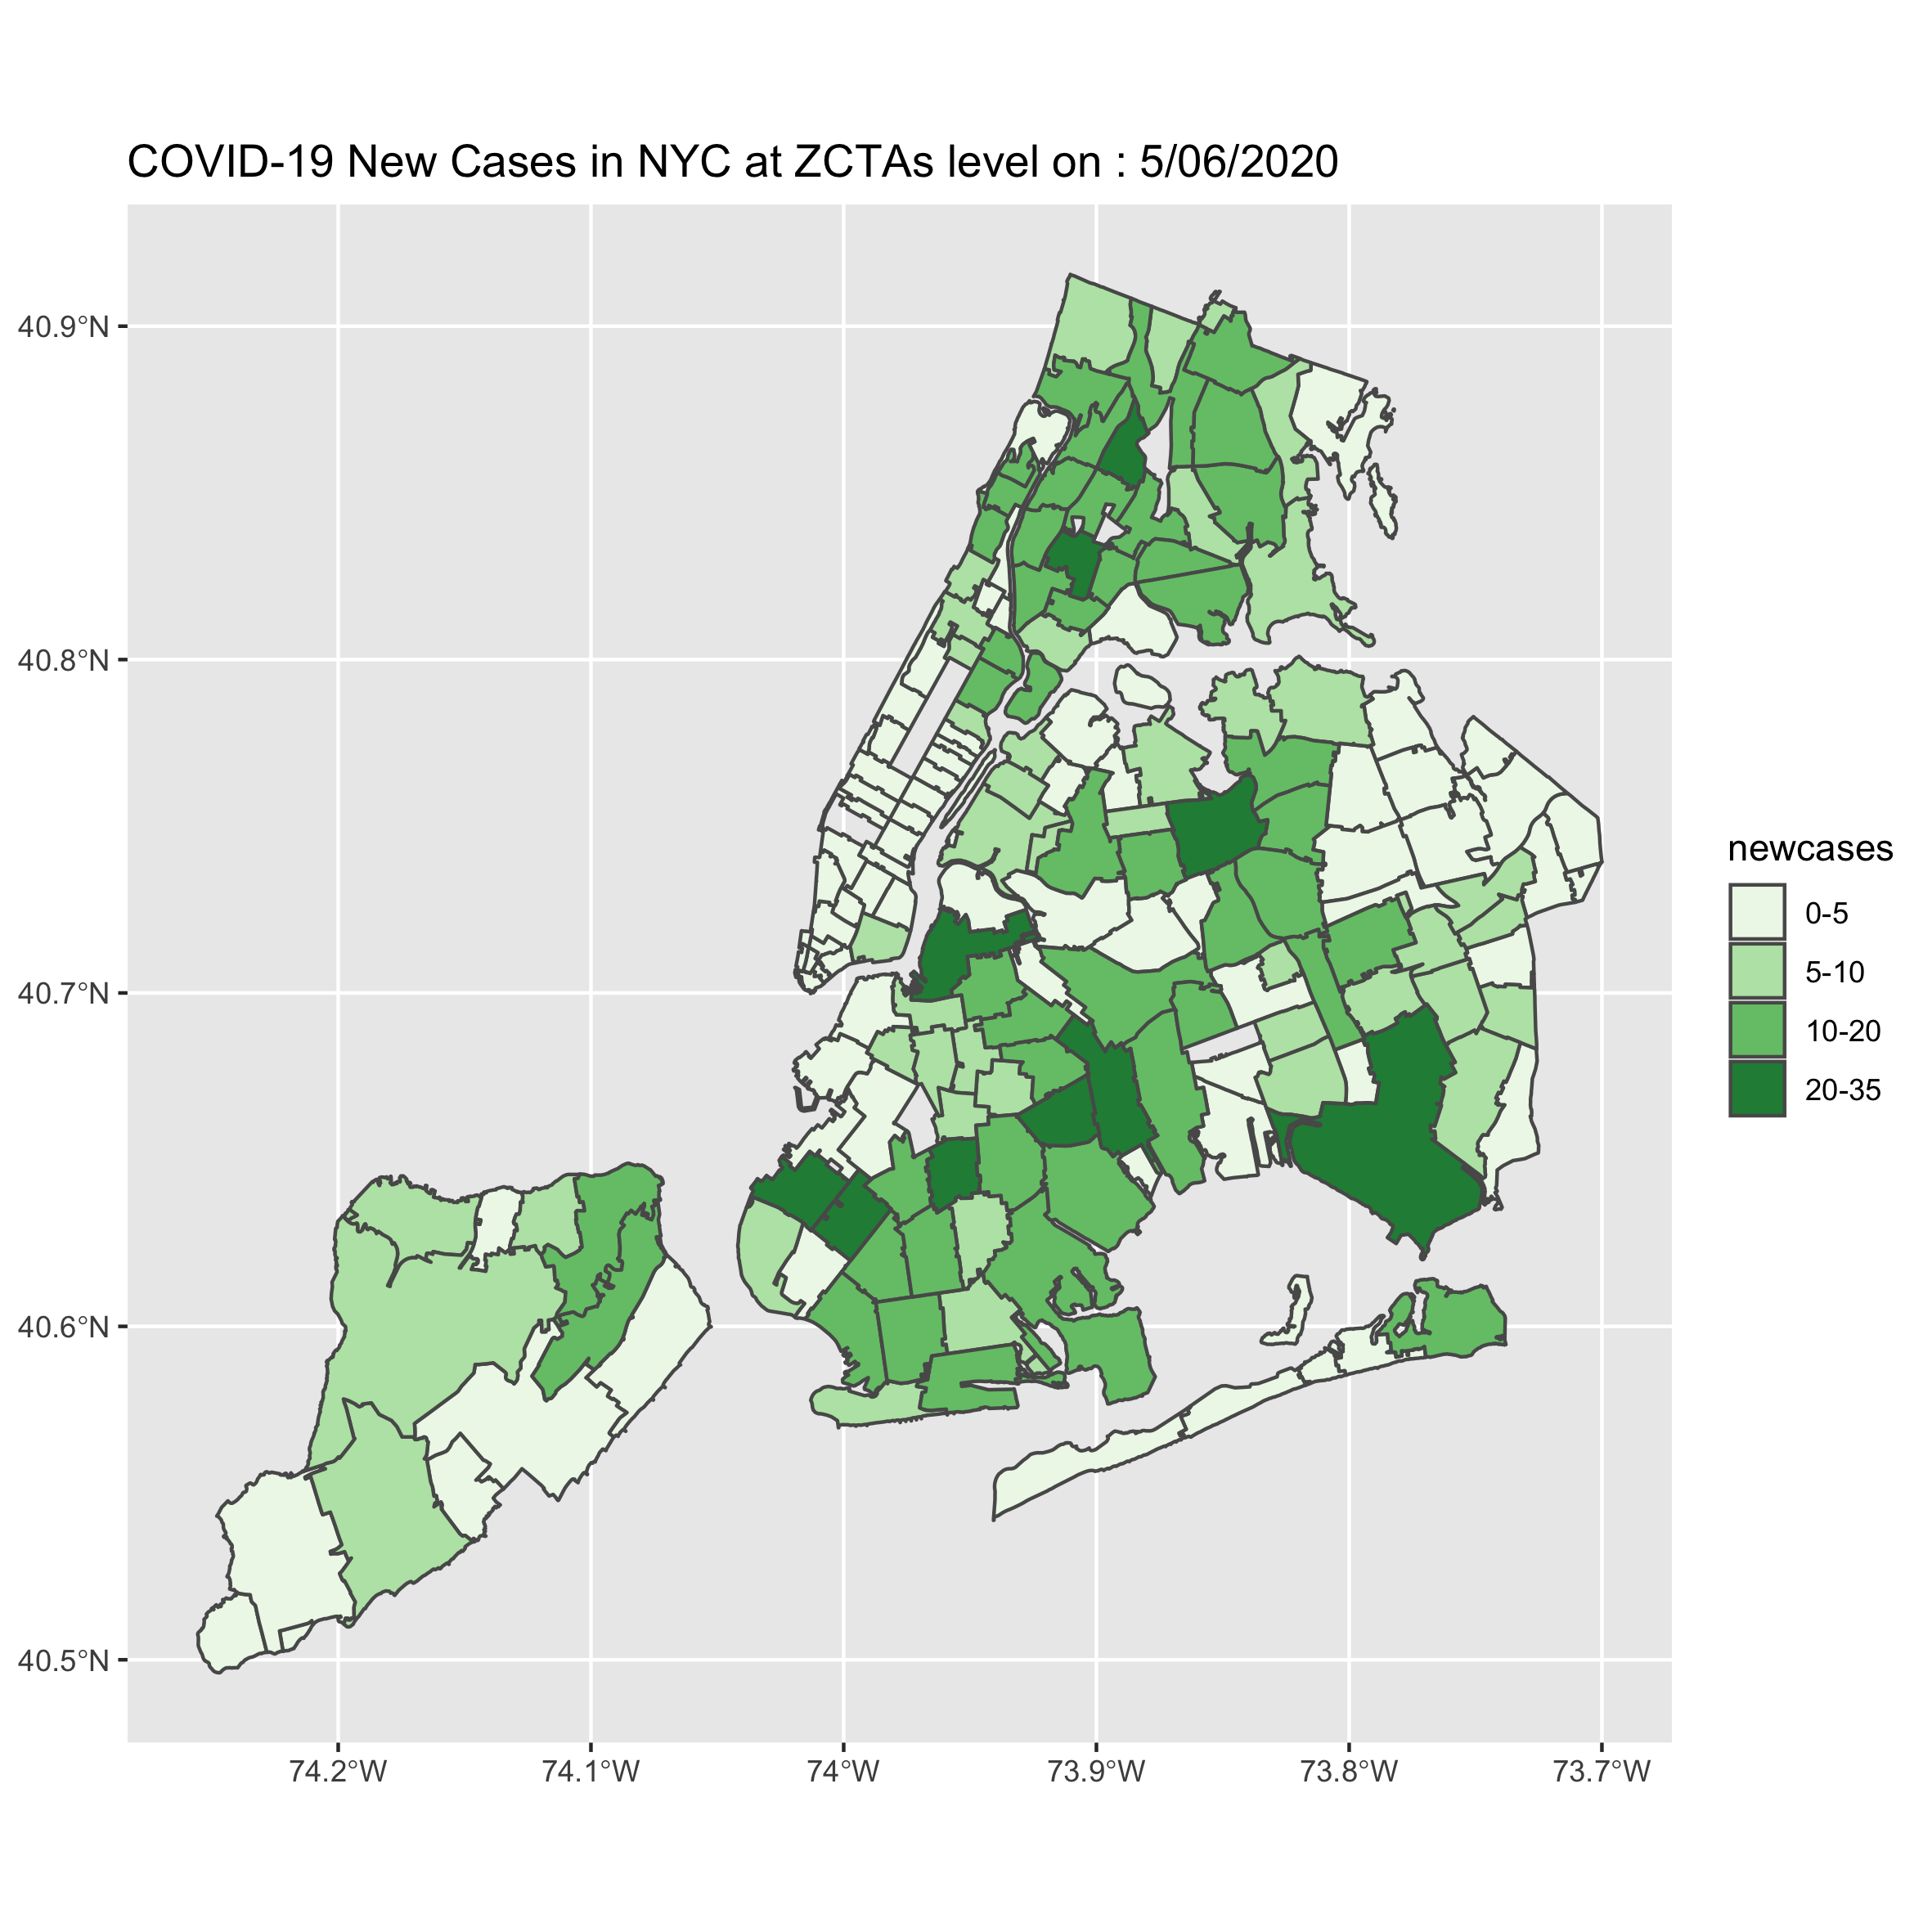 COVID-19 New Cases in NYC at ZCTAs level on : 5/06/2020
40.9°N
40.8°N
40.7°N
40.6°N
40.5°N
74.2°W
74.1°W
74°W
73.9°W
73.8°W
73.7°W
newcases
0-5
5-10
10-20
20-35